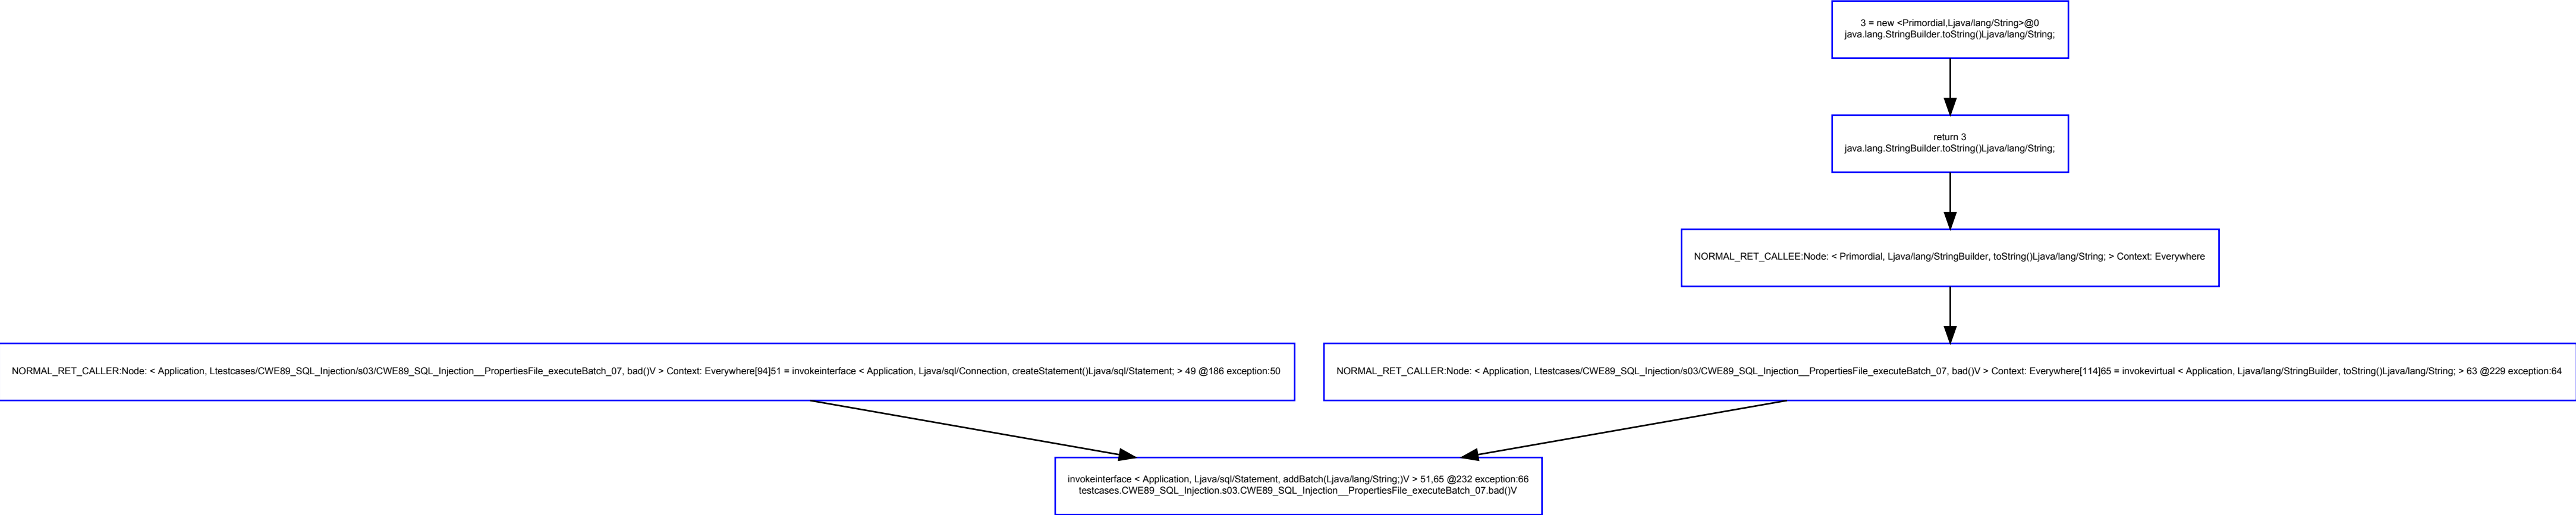 3 = new <Primordial,Ljava/lang/String>@0
java.lang.StringBuilder.toString()Ljava/lang/String;
return 3
java.lang.StringBuilder.toString()Ljava/lang/String;
NORMAL_RET_CALLEE:Node: < Primordial, Ljava/lang/StringBuilder, toString()Ljava/lang/String; > Context: Everywhere
NORMAL_RET_CALLER:Node: < Application, Ltestcases/CWE89_SQL_Injection/s03/CWE89_SQL_Injection__PropertiesFile_executeBatch_07, bad()V > Context: Everywhere[94]51 = invokeinterface < Application, Ljava/sql/Connection, createStatement()Ljava/sql/Statement; > 49 @186 exception:50
NORMAL_RET_CALLER:Node: < Application, Ltestcases/CWE89_SQL_Injection/s03/CWE89_SQL_Injection__PropertiesFile_executeBatch_07, bad()V > Context: Everywhere[114]65 = invokevirtual < Application, Ljava/lang/StringBuilder, toString()Ljava/lang/String; > 63 @229 exception:64
invokeinterface < Application, Ljava/sql/Statement, addBatch(Ljava/lang/String;)V > 51,65 @232 exception:66
testcases.CWE89_SQL_Injection.s03.CWE89_SQL_Injection__PropertiesFile_executeBatch_07.bad()V